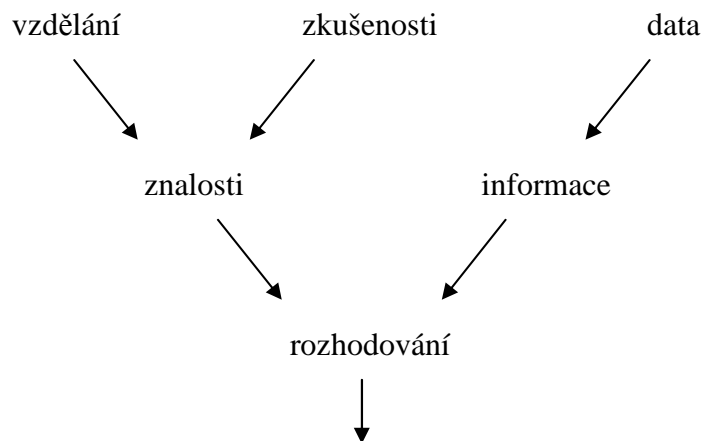 vzdělání zkušenosti data
znalosti informace
rozhodování